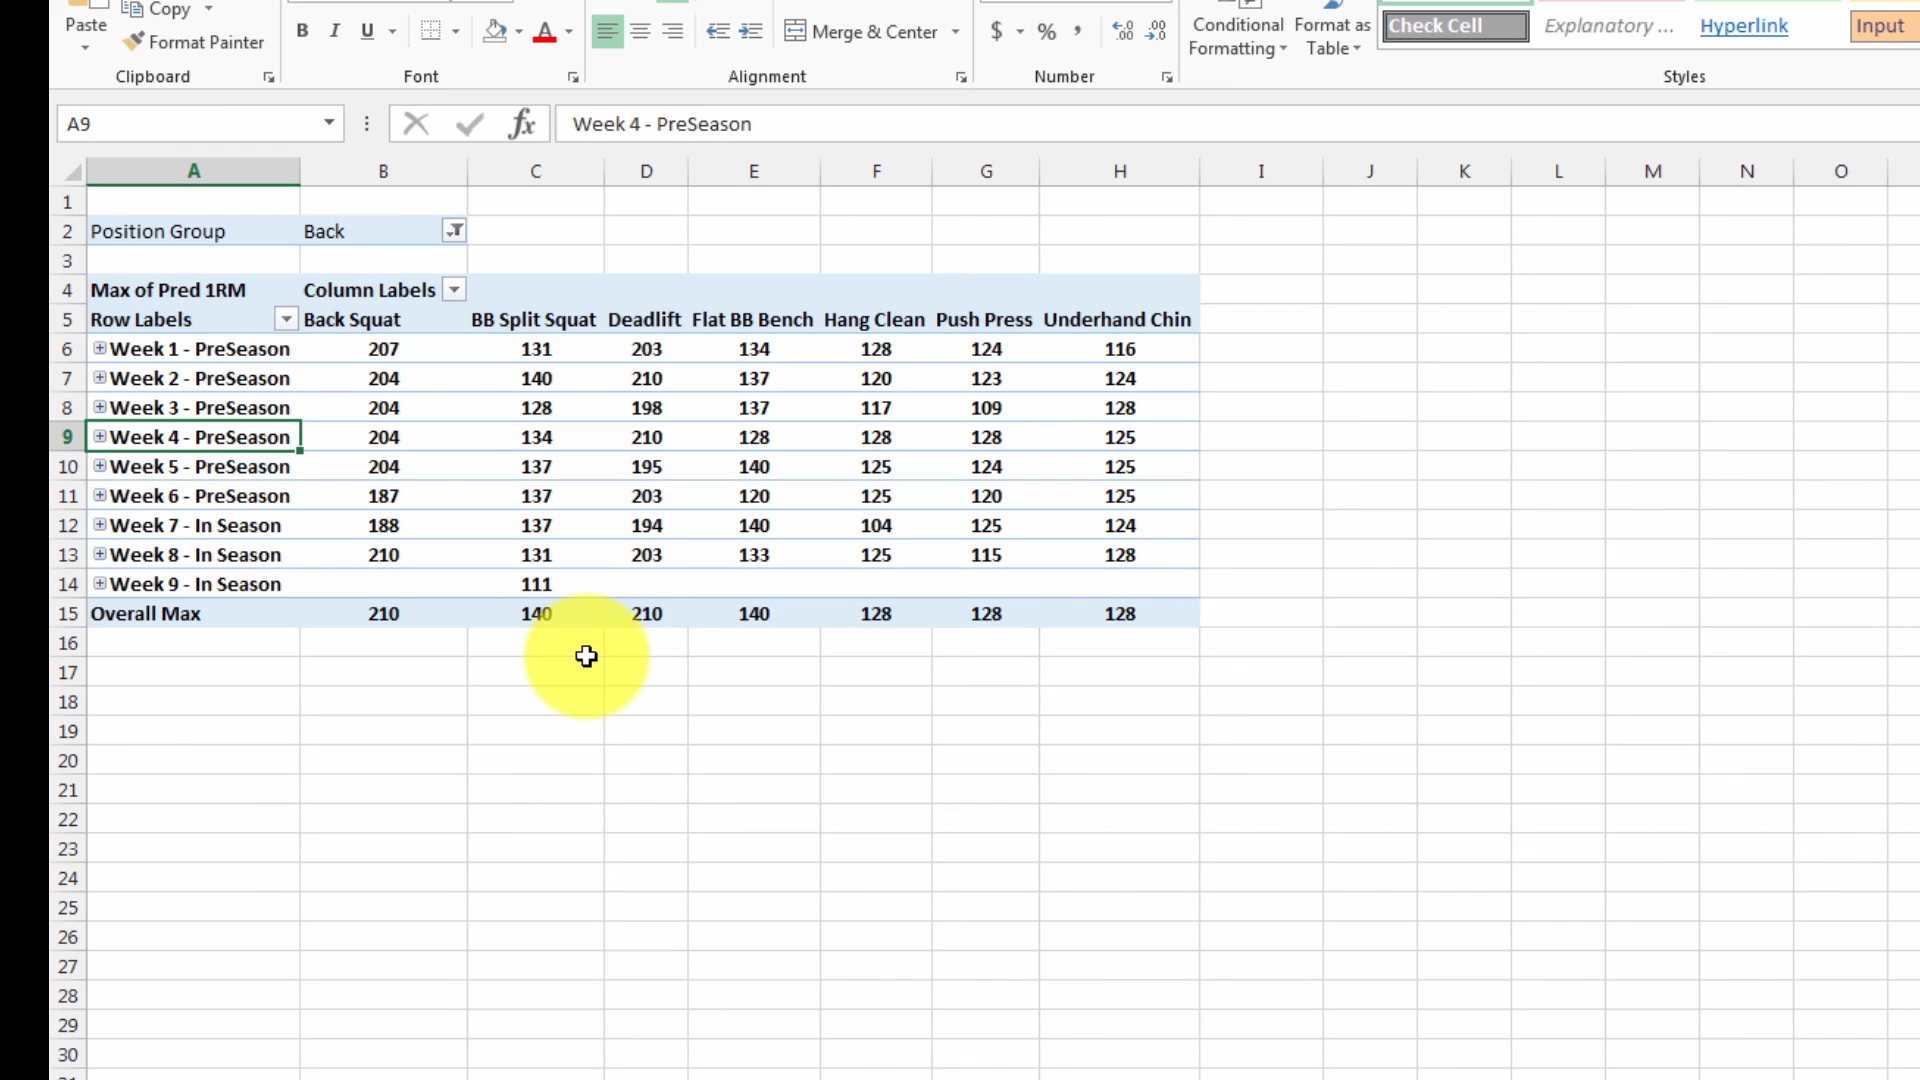 Paste Copy
Format Painter
B I U A
Merge & Center
$ % ,
Conditional Formatting
Format as Table
Check Cell Explanatory ... Hyperlink Input
Clipboard Font Alignment Number Styles
A9 fx Week 4 - PreSeason
A B C D E F G H I J K L M N O
1
2 Position Group Back
3
4 Max of Pred 1RM Column Labels
5 Row Labels Back Squat BB Split Squat Deadlift Flat BB Bench Hang Clean Push Press Underhand Chin
6 Week 1 - PreSeason 207 131 203 134 128 124 116
7 Week 2 - PreSeason 204 140 210 137 120 123 124
8 Week 3 - PreSeason 204 128 198 137 117 109 128
9 Week 4 - PreSeason 204 134 210 128 128 128 125
10 Week 5 - PreSeason 204 137 195 140 125 124 125
11 Week 6 - PreSeason 187 137 203 120 125 120 125
12 Week 7 - In Season 188 137 194 140 104 125 124
13 Week 8 - In Season 210 131 203 133 125 115 128
14 Week 9 - In Season 111
15 Overall Max 210 140 210 140 128 128 128
16
17
18
19
20
21
22
23
24
25
26
27
28
29
30